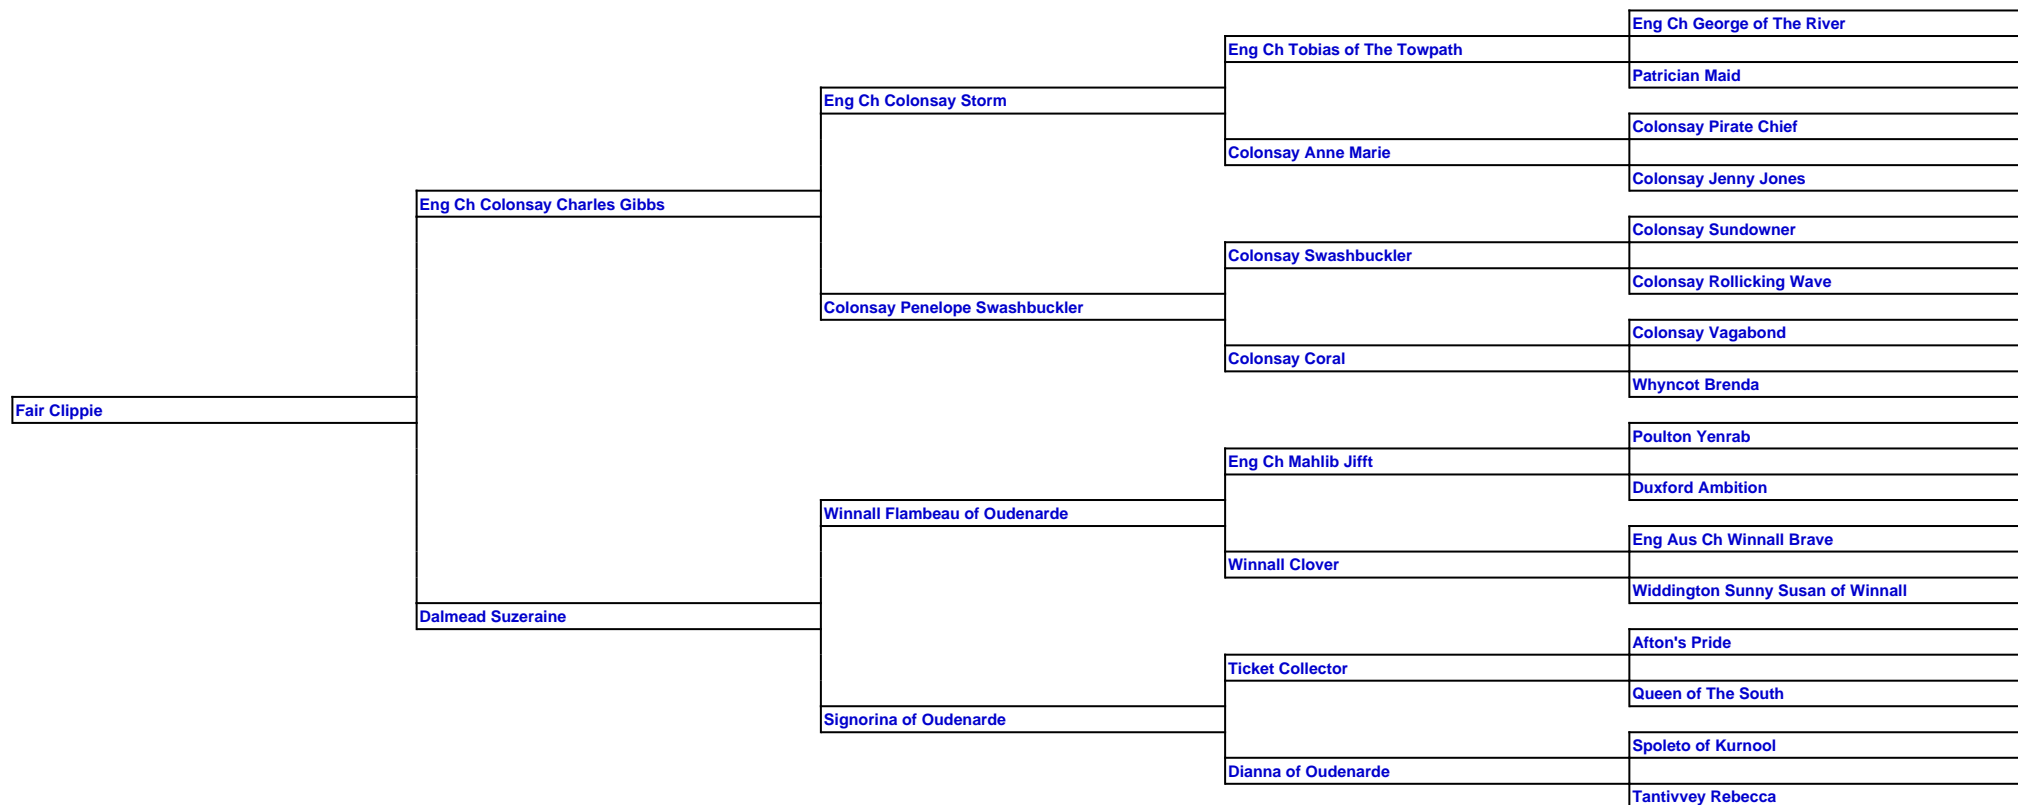 Eng Ch George of The River
Eng Ch Tobias of The Towpath
Patrician Maid
Eng Ch Colonsay Storm
Colonsay Pirate Chief
Colonsay Anne Marie
Colonsay Jenny Jones
Eng Ch Colonsay Charles Gibbs
Colonsay Sundowner
Colonsay Swashbuckler
Colonsay Rollicking Wave
Colonsay Penelope Swashbuckler
Colonsay Vagabond
Colonsay Coral
Whyncot Brenda
Fair Clippie
Poulton Yenrab
Eng Ch Mahlib Jifft
Duxford Ambition
Winnall Flambeau of Oudenarde
Eng Aus Ch Winnall Brave
Winnall Clover
Widdington Sunny Susan of Winnall
Dalmead Suzeraine
Afton's Pride
Ticket Collector
Queen of The South
Signorina of Oudenarde
Spoleto of Kurnool
Dianna of Oudenarde
Tantivvey Rebecca